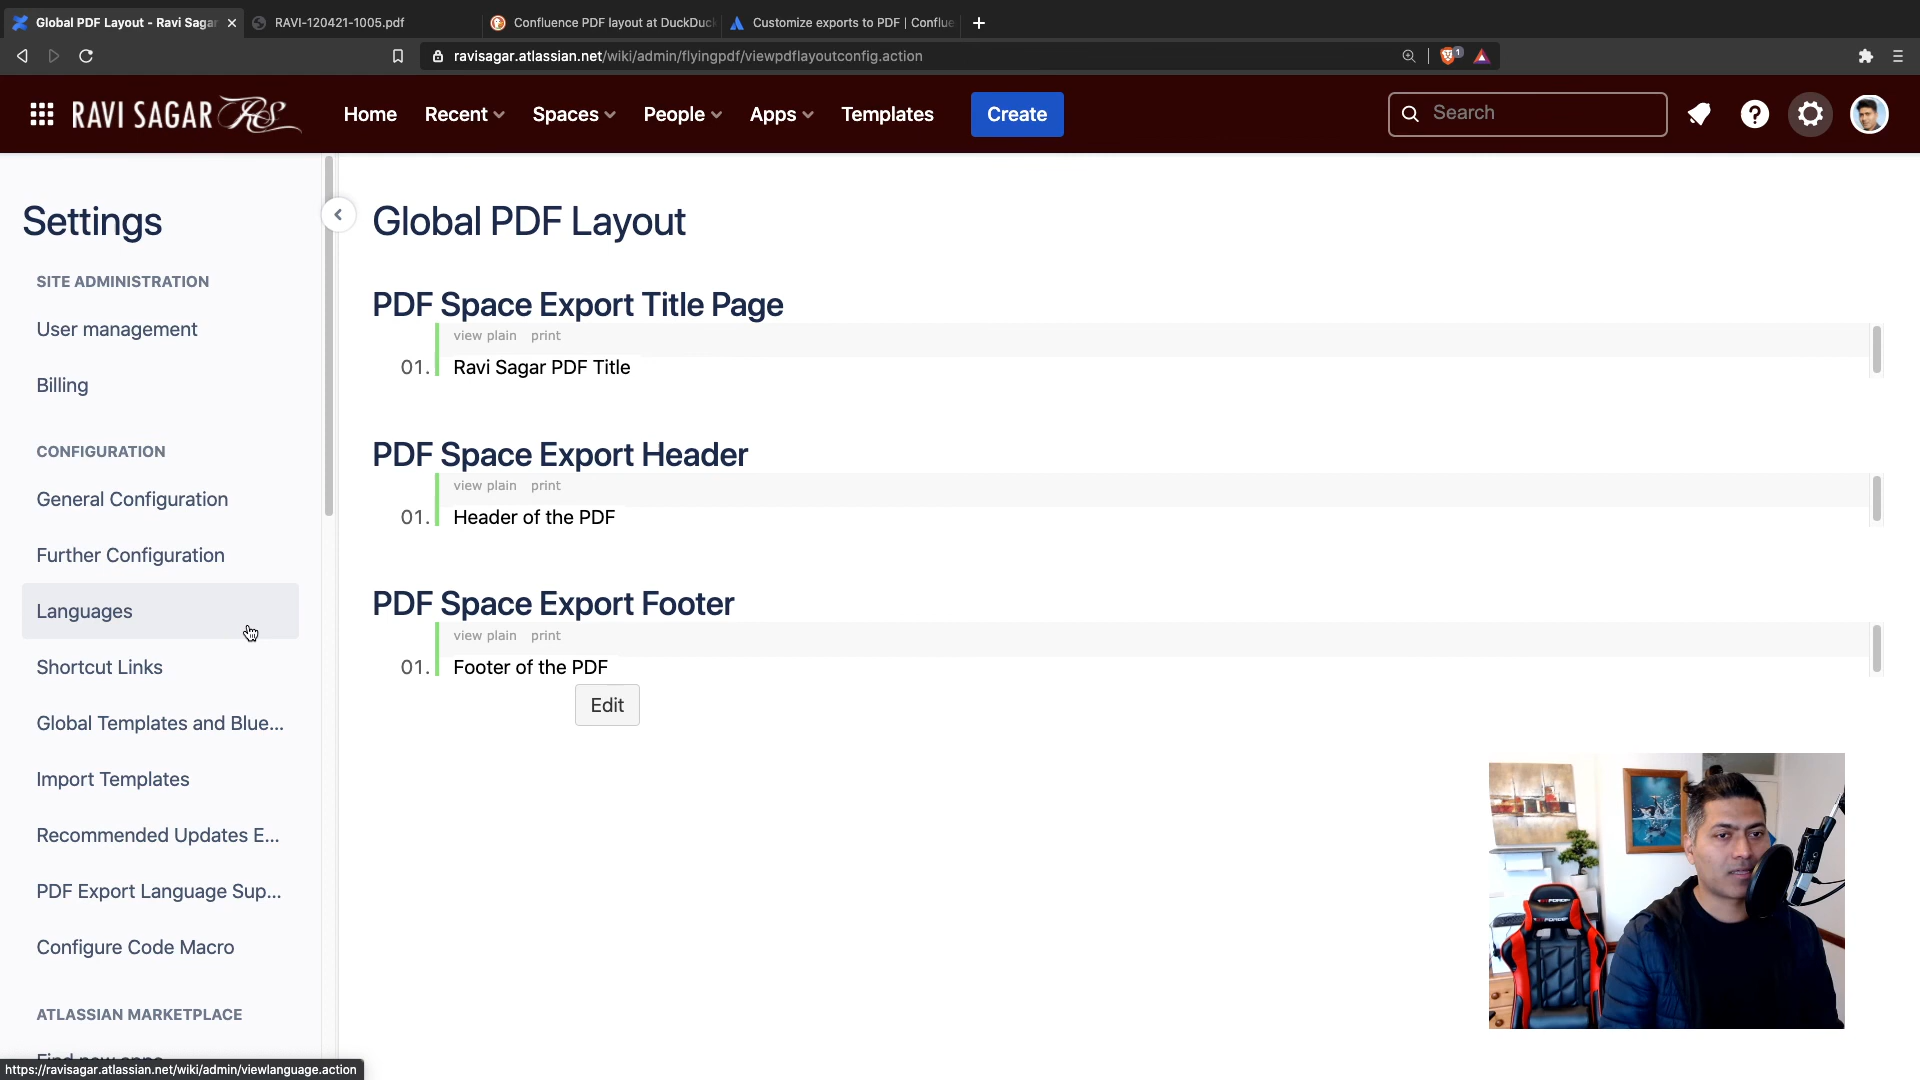 Global PDF Layout - Ravi Sagar
RAVI-120421-1005.pdf
Confluence PDF layout at DuckDuck
Customize exports to PDF | Conflue
ravisagar.atlassian.net/wiki/admin/flyingpdf/viewpdflayoutconfig.action
1
RAVI SAGAR RS
Home
Recent
Spaces
People
Apps
Templates
Create
Search
Settings
SITE ADMINISTRATION
User management
Billing
CONFIGURATION
General Configuration
Further Configuration
Languages
Shortcut Links
Global Templates and Blue...
Import Templates
Recommended Updates E...
PDF Export Language Sup...
Configure Code Macro
ATLASSIAN MARKETPLACE
Find new apps
https://ravisagar.atlassian.net/wiki/admin/viewlanguage.action
Global PDF Layout
PDF Space Export Title Page
view plain print
01. Ravi Sagar PDF Title
PDF Space Export Header
view plain print
01. Header of the PDF
PDF Space Export Footer
view plain print
01. Footer of the PDF
Edit